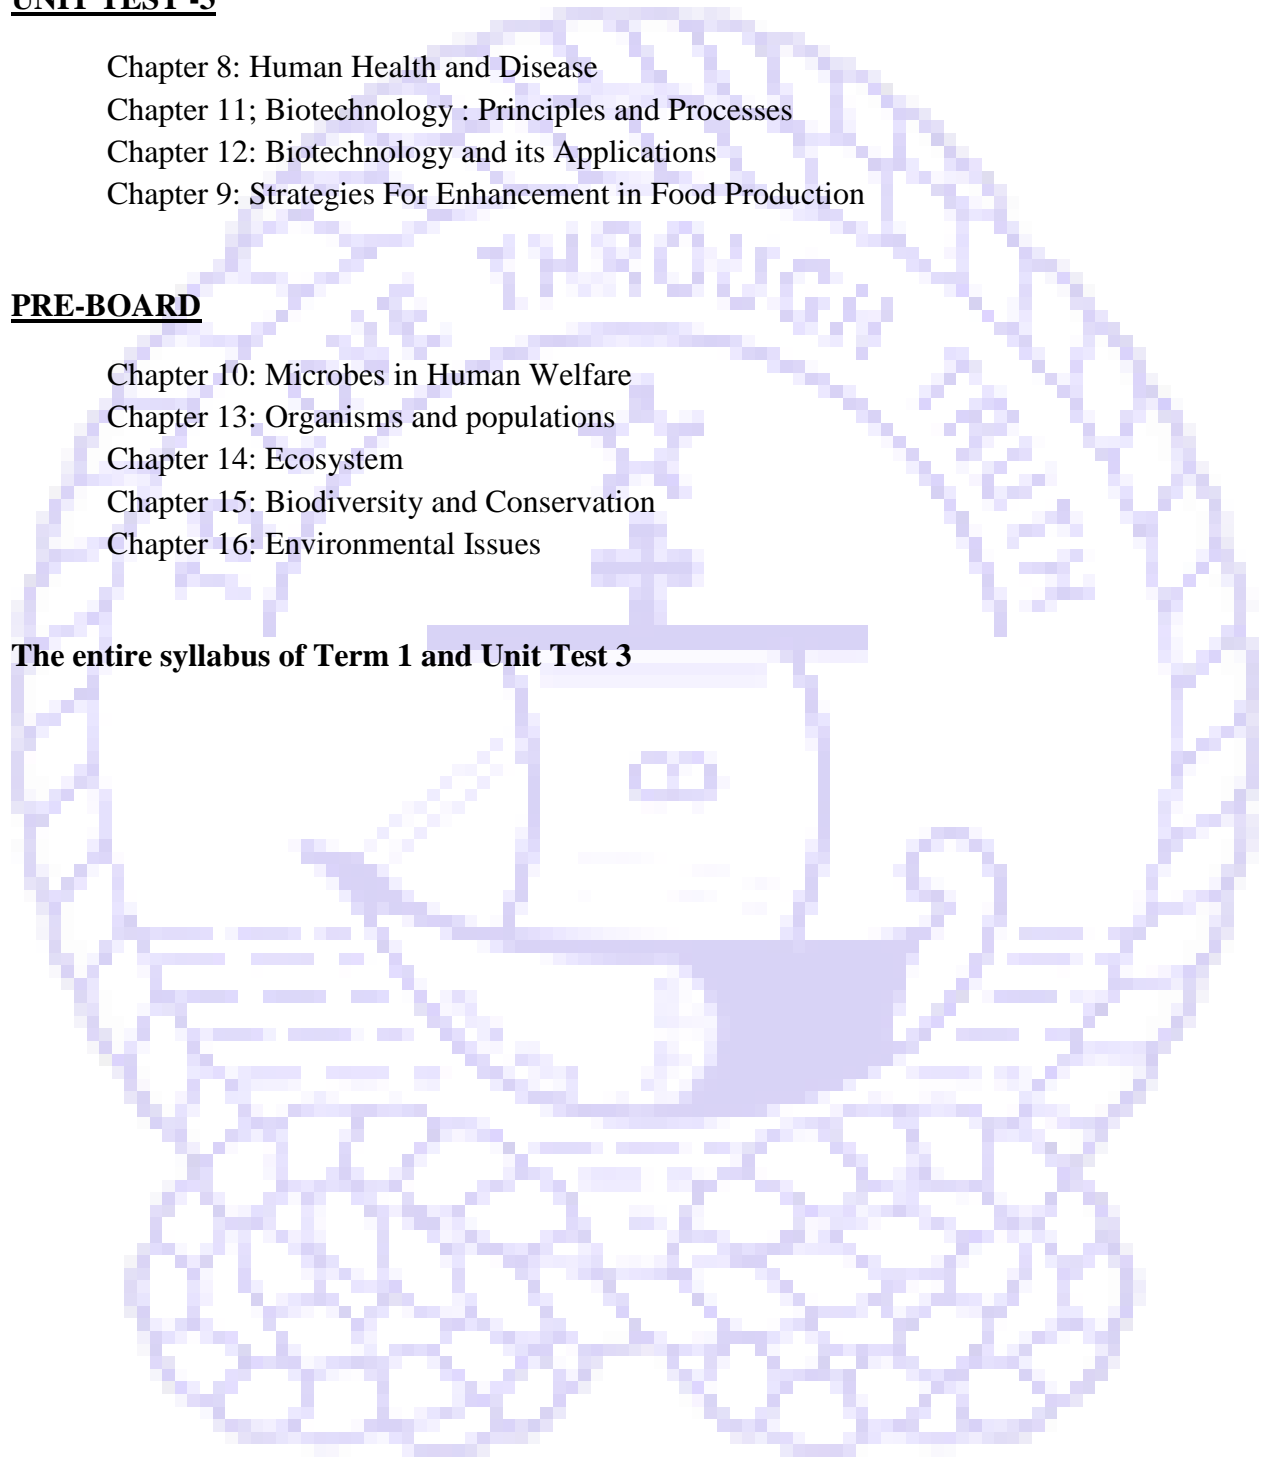 UNIT TEST -3
Chapter 8: Human Health and Disease
Chapter 11; Biotechnology : Principles and Processes
Chapter 12: Biotechnology and its Applications
Chapter 9: Strategies For Enhancement in Food Production
PRE-BOARD
Chapter 10: Microbes in Human Welfare
Chapter 13: Organisms and populations
Chapter 14: Ecosystem
Chapter 15: Biodiversity and Conservation
Chapter 16: Environmental Issues
The entire syllabus of Term 1 and Unit Test 3
THROUGH TRUTH